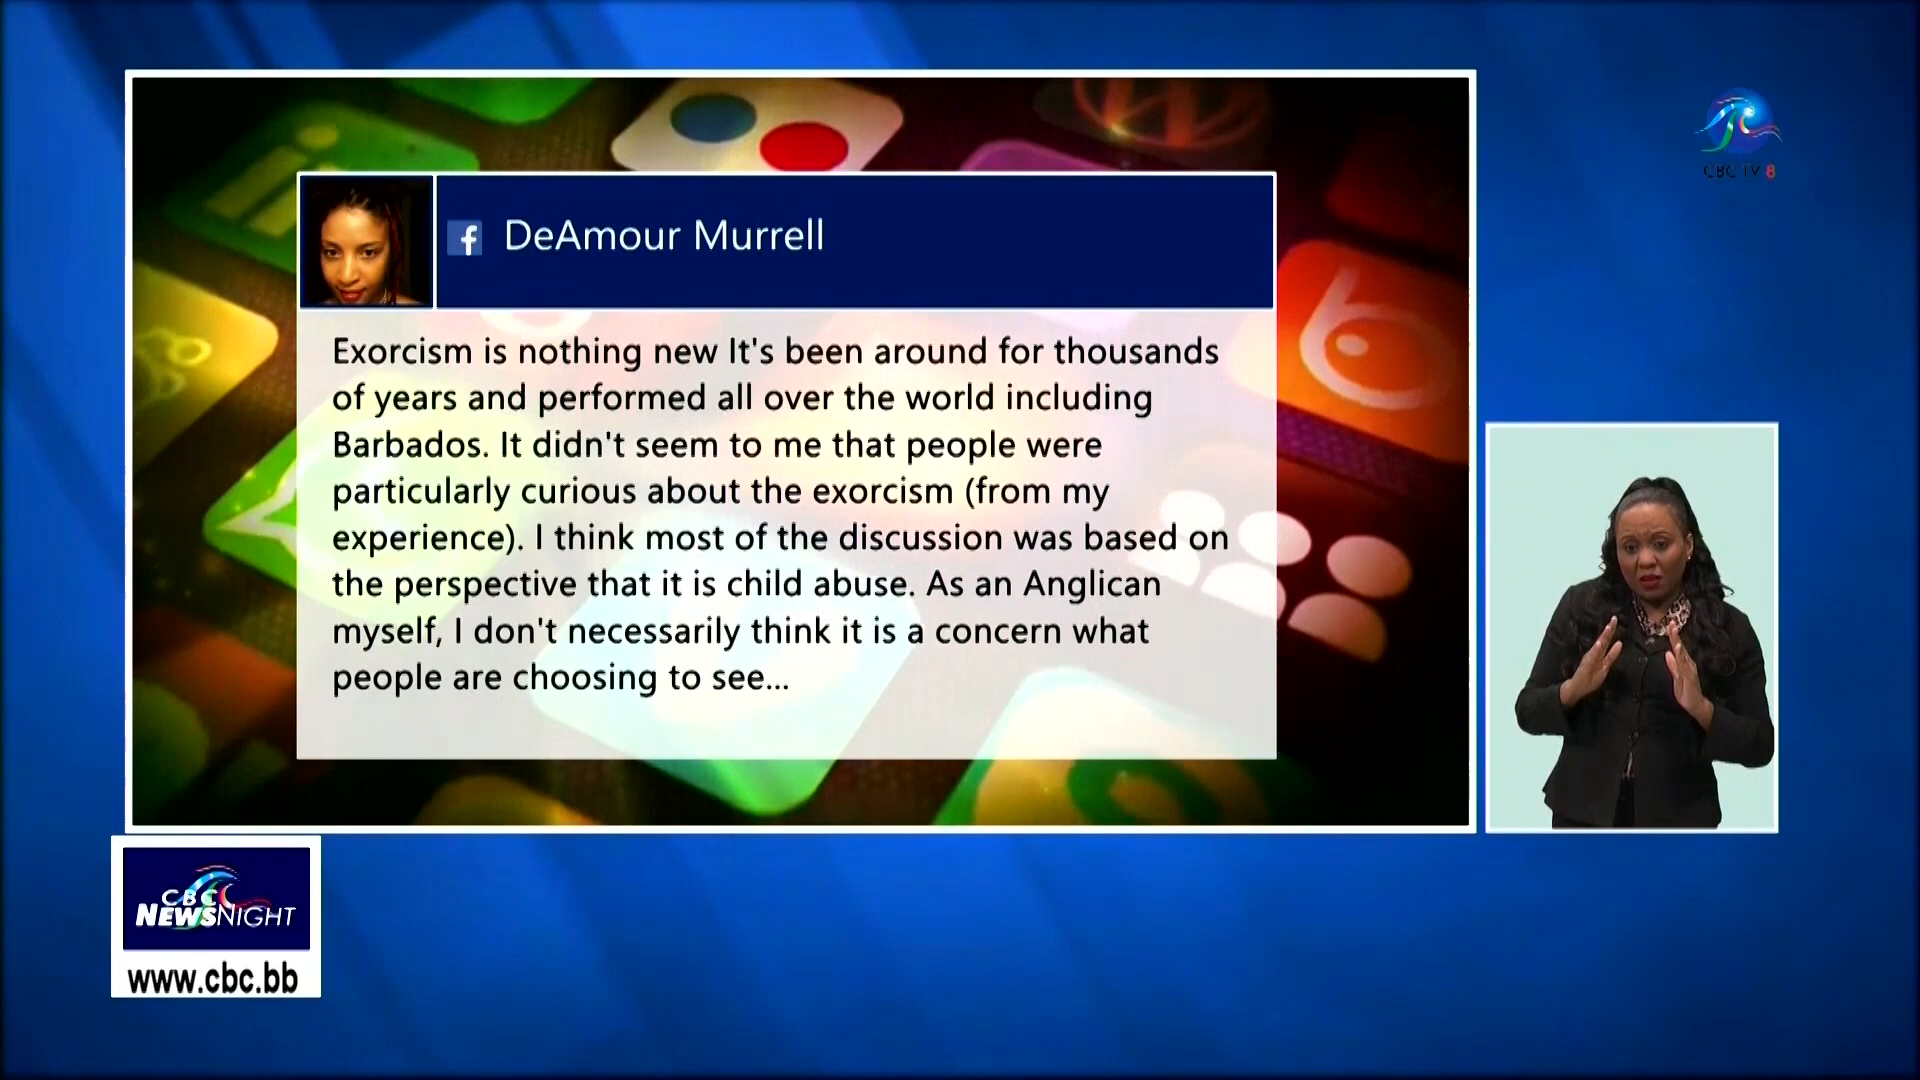 CBC TV 8
DeAmour Murrell
Exorcism is nothing new It's been around for thousands
of years and performed all over the world including
Barbados. It didn't seem to me that people were
particularly curious about the exorcism (from my
experience). I think most of the discussion was based on
the perspective that it is child abuse. As an Anglican
myself, I don't necessarily think it is a concern what
people are choosing to see...
CBC
NEWSNIGHT
www.cbc.bb